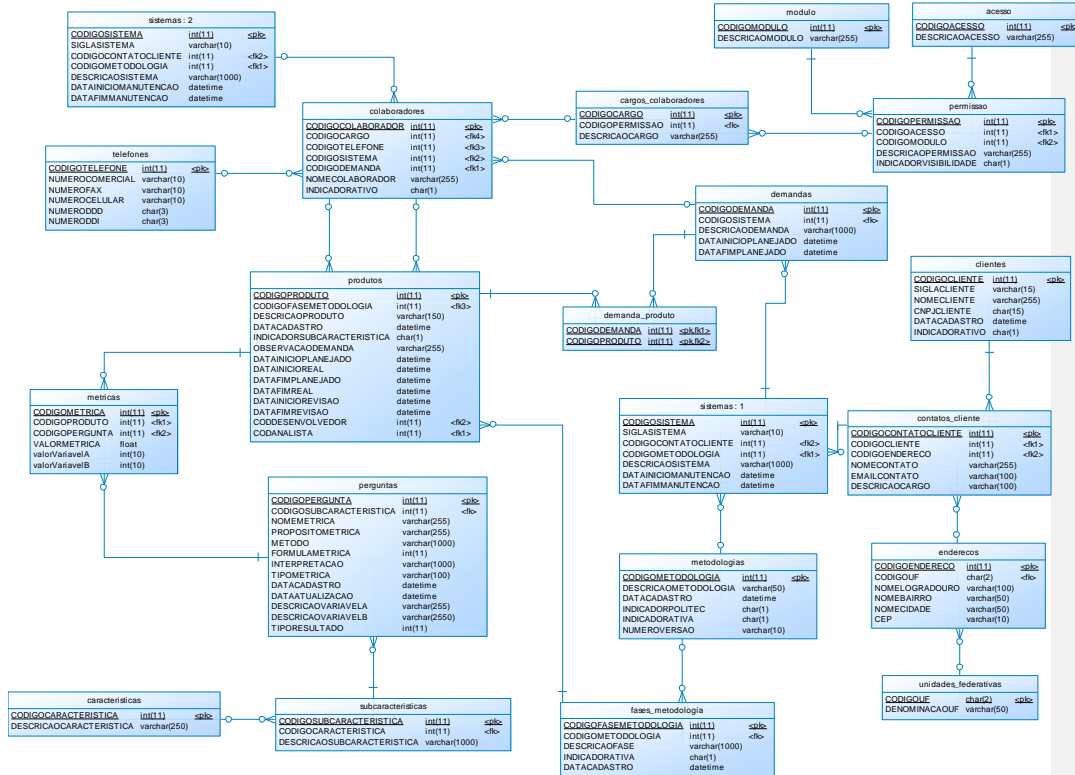 sistemas : 2
CODIGOSISTEMA int(11) <pk>
SIGLASISTEMA varchar(10)
CODIGOCONTATOCLIENTE int(11) <fk2>
CODIGOMETODOLOGIA int(11) <fk1>
DESCRICAOSISTEMA varchar(1000)
DATAINICIOMANUTENCAO datetime
DATAFIMMANUTENCAO datetime
modulo
CODIGOMODULO int(11) <pk>
DESCRICAOMODULO varchar(255)
acesso
CODIGOACESSO int(11) <pk>
DESCRICAOACESSO varchar(255)
colaboradores
CODIGOCOLABORADOR int(11) <pk>
CODIGOCARGO int(11) <fk4>
CODIGOTELEFONE int(11) <fk3>
CODIGOSISTEMA int(11) <fk2>
CODIGODEMANDA int(11) <fk1>
NOMECOLABORADOR varchar(255)
INDICADORATIVO char(1)
cargos_colaboradores
CODIGOCARGO int(11) <pk>
CODIGOPERMISSAO int(11) <fk>
DESCRICAOCARGO varchar(255)
permissao
CODIGOPERMISSAO int(11) <pk>
CODIGOACESSO int(11) <fk1>
CODIGOMODULO int(11) <fk2>
DESCRICAOPERMISSAO varchar(255)
INDICADORVISIBILIDADE char(1)
telefones
CODIGOTELEFONE int(11) <pk>
NUMEROCOMERCIAL varchar(10)
NUMEROFAX varchar(10)
NUMEROCELULAR varchar(10)
NUMERODDD char(3)
NUMERODDI char(3)
demandas
CODIGODEMANDA int(11) <pk>
CODIGOSISTEMA int(11) <fk>
DESCRICAODEMANDA varchar(1000)
DATAINICIOPLANEJADO datetime
DATAFIMPLANEJADO datetime
produtos
CODIGOPRODUTO int(11) <pk>
CODIGOFASEMETODOLOGIA int(11) <fk3>
DESCRICAOPRODUTO varchar(150)
DATACADASTRO datetime
INDICADORSUBCARACTERISTICA char(1)
OBSERVACAODEMANDA varchar(255)
DATAINICIOPLANEJADO datetime
DATAINICIOREAL datetime
DATAFIMPLANEJADO datetime
DATAFIMREAL datetime
DATAINICIOREVISAO datetime
DATAFIMREVISAO datetime
CODDESENVOLVEDOR int(11) <fk2>
CODANALISTA int(11) <fk1>
demanda_produto
CODIGODEMANDA int(11) <pk,fk1>
CODIGOPRODUTO int(11) <pk,fk2>
clientes
CODIGOCLIENTE int(11) <pk>
SIGLACLIENTE varchar(15)
NOMECLIENTE varchar(255)
CNPJCLIENTE char(15)
DATACADASTRO datetime
INDICADORATIVO char(1)
metricas
CODIGOMETRICA int(11) <pk>
CODIGOPRODUTO int(11) <fk1>
CODIGOPERGUNTA int(11) <fk2>
VALORMETRICA float
valorVariavelA int(10)
valorVariavelB int(10)
sistemas : 1
CODIGOSISTEMA int(11) <pk>
SIGLASISTEMA varchar(10)
CODIGOCONTATOCLIENTE int(11) <fk2>
CODIGOMETODOLOGIA int(11) <fk1>
DESCRICAOSISTEMA varchar(1000)
DATAINICIOMANUTENCAO datetime
DATAFIMMANUTENCAO datetime
contatos_cliente
CODIGOCONTATOCLIENTE int(11) <pk>
CODIGOCLIENTE int(11) <fk1>
CODIGOENDERECO int(11) <fk2>
NOMECONTATO varchar(255)
EMAILCONTATO varchar(100)
DESCRICAOCARGO varchar(100)
perguntas
CODIGOPERGUNTA int(11) <pk>
CODIGOSUBCARACTERISTICA int(11) <fk>
NOMEMETRICA varchar(255)
PROPOSITOMETRICA varchar(255)
METODO varchar(1000)
FORMULAMETRICA int(11)
INTERPRETACAO varchar(1000)
TIPOMETRICA varchar(100)
DATACADASTRO datetime
DATAATUALIZACAO datetime
DESCRICAOVARIAVELA varchar(255)
DESCRICAOVARIAVELB varchar(2550)
TIPORESULTADO int(11)
metodologias
CODIGOMETODOLOGIA int(11) <pk>
DESCRICAOMETODOLOGIA varchar(50)
DATACADASTRO datetime
INDICADORPOLITEC char(1)
INDICADORATIVA char(1)
NUMEROVERSAO varchar(10)
enderecos
CODIGOENDERECO int(11) <pk>
CODIGOUF char(2) <fk>
NOMELOGRADOURO varchar(100)
NOMEBAIRRO varchar(50)
NOMECIDADE varchar(50)
CEP varchar(10)
caracteristicas
CODIGOCARACTERISTICA int(11) <pk>
DESCRICAOCARACTERISTICA varchar(250)
subcaracteristicas
CODIGOSUBCARACTERISTICA int(11) <pk>
CODIGOCARACTERISTICA int(11) <fk>
DESCRICAOSUBCARACTERISTICA varchar(1000)
fases_metodologia
CODIGOFASEMETODOLOGIA int(11) <pk>
CODIGOMETODOLOGIA int(11) <fk>
DESCRICAOFASE varchar(1000)
INDICADORATIVA char(1)
DATACADASTRO datetime
unidades_federativas
CODIGOUF char(2) <pk>
DENOMINACAOUF varchar(50)